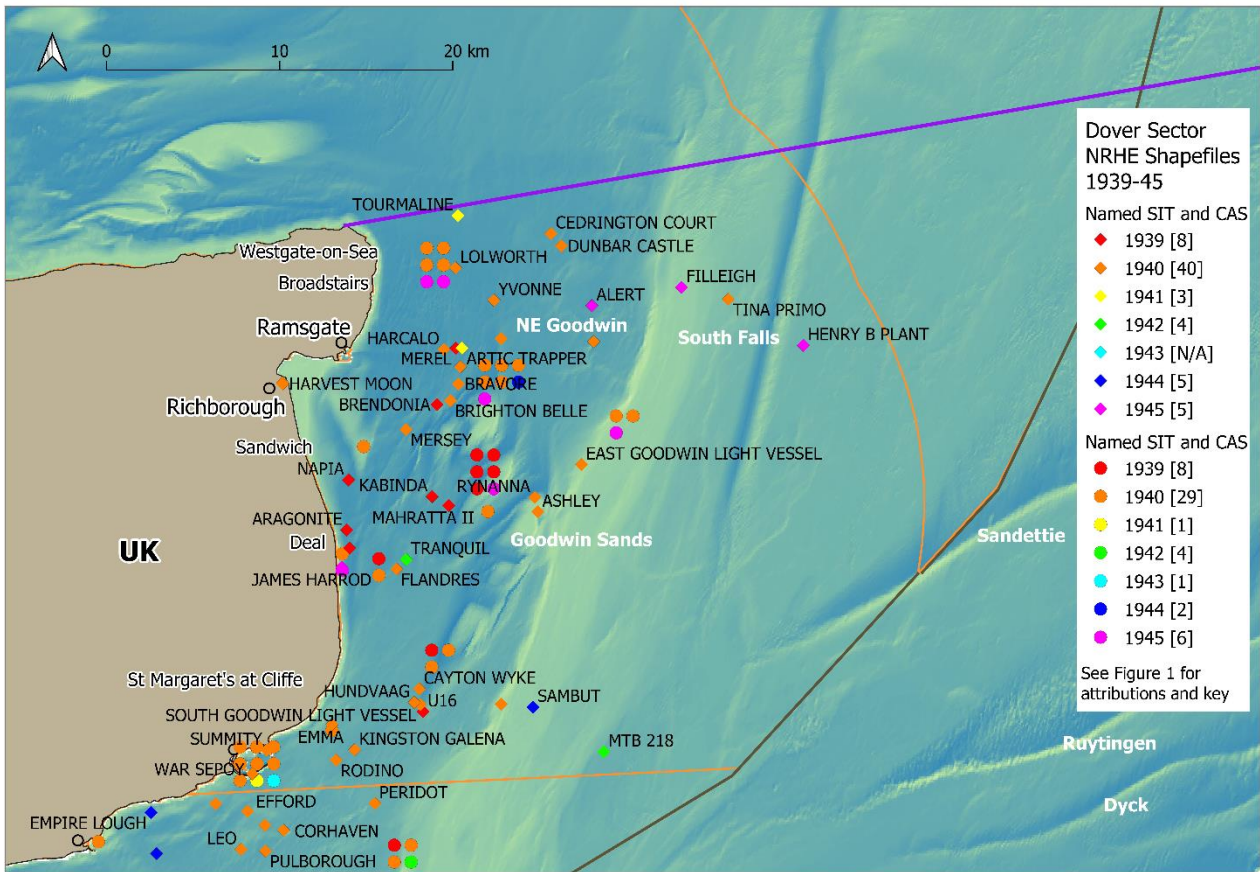 0 10 20 km
TOURMALINE
CEDRINGTON COURT
Westgate-on-Sea
DUNBAR CASTLE
LOLWORTH
Broadstairs
FILLEIGH
YVONNE
ALERT
TINA PRIMO
Ramsgate
NE Goodwin
South Falls
HARCALO
HENRY B PLANT
MEREL
ARTIC TRAPPER
HARVEST MOON
BRAVORE
Richborough
BRENDONIA
BRIGHTON BELLE
MERSEY
Sandwich
EAST GOODWIN LIGHT VESSEL
NAPIA
KABINDA
RYNANNA
ASHLEY
MAHRATTA II
ARAGONITE
Goodwin Sands
Sandettie
Deal
UK
TRANQUIL
JAMES HARROD
FLANDRES
St Margaret's at Cliffe
CAYTON WYKE
HUNDVAAG
U16
SAMBUT
SOUTH GOODWIN LIGHT VESSEL
EMMA
SUMMITY
KINGSTON GALENA
MTB 218
Ruytingen
WAR SEPOY
RODINO
PERIDOT
Dyck
EFFORD
EMPIRE LOUGH
CORHAVEN
LEO
PULBOROUGH
Dover Sector
NRHE Shapefiles
1939-45
Named SIT and CAS
1939 [8]
1940 [40]
1941 [3]
1942 [4]
1943 [N/A]
1944 [5]
1945 [5]
Named SIT and CAS
1939 [8]
1940 [29]
1941 [1]
1942 [4]
1943 [1]
1944 [2]
1945 [6]
See Figure 1 for
attributions and key